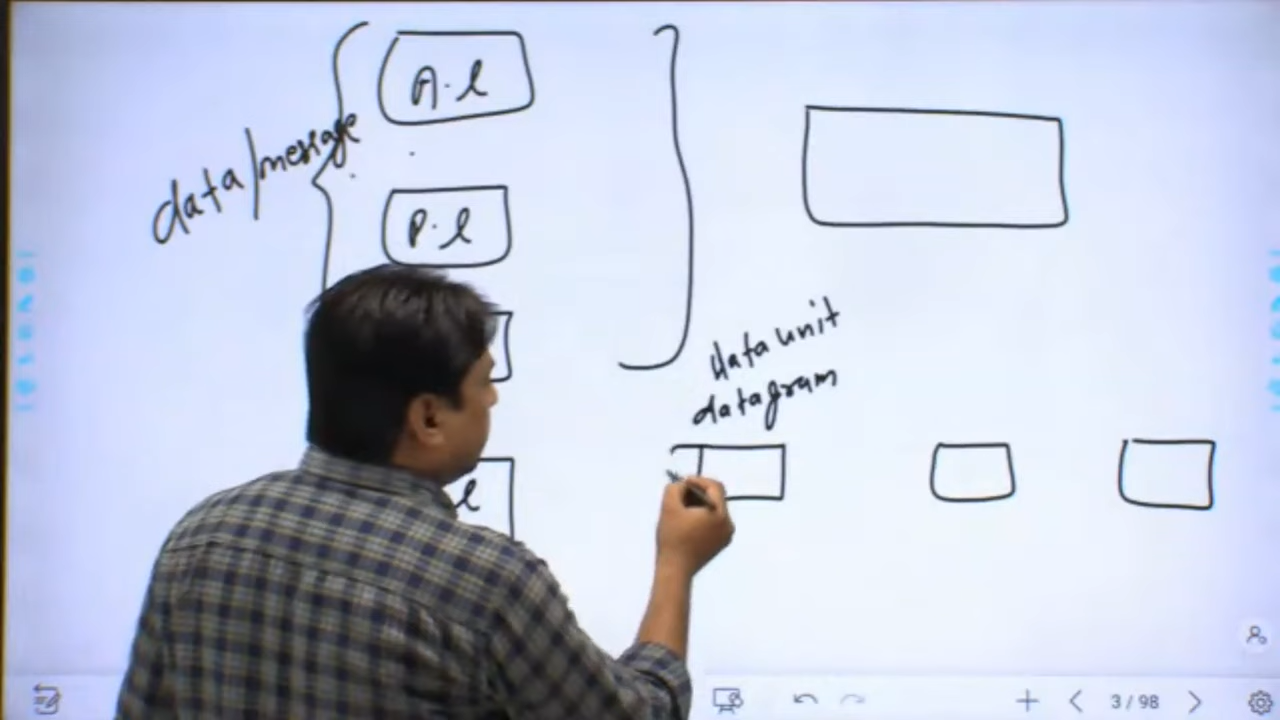 A.l
data/message
P.l
data unit
datagram
l
3 / 98